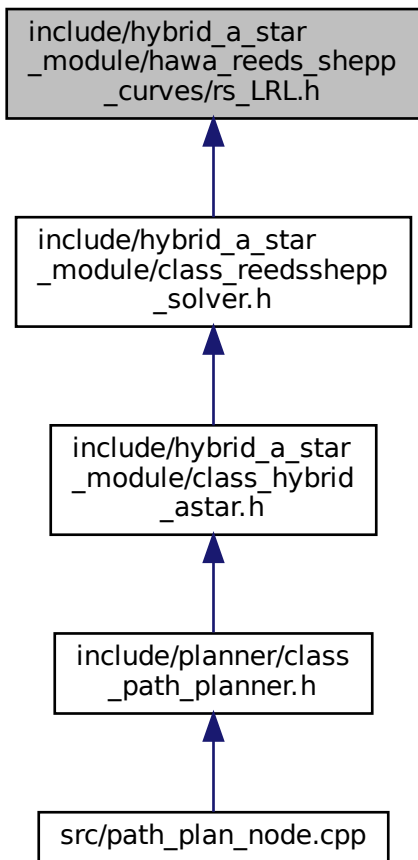 include/hybrid_a_star
_module/hawa_reeds_shepp
_curves/rs_LRL.h
include/hybrid_a_star
_module/class_reedsshepp
_solver.h
include/hybrid_a_star
_module/class_hybrid
_astar.h
include/planner/class
_path_planner.h
src/path_plan_node.cpp